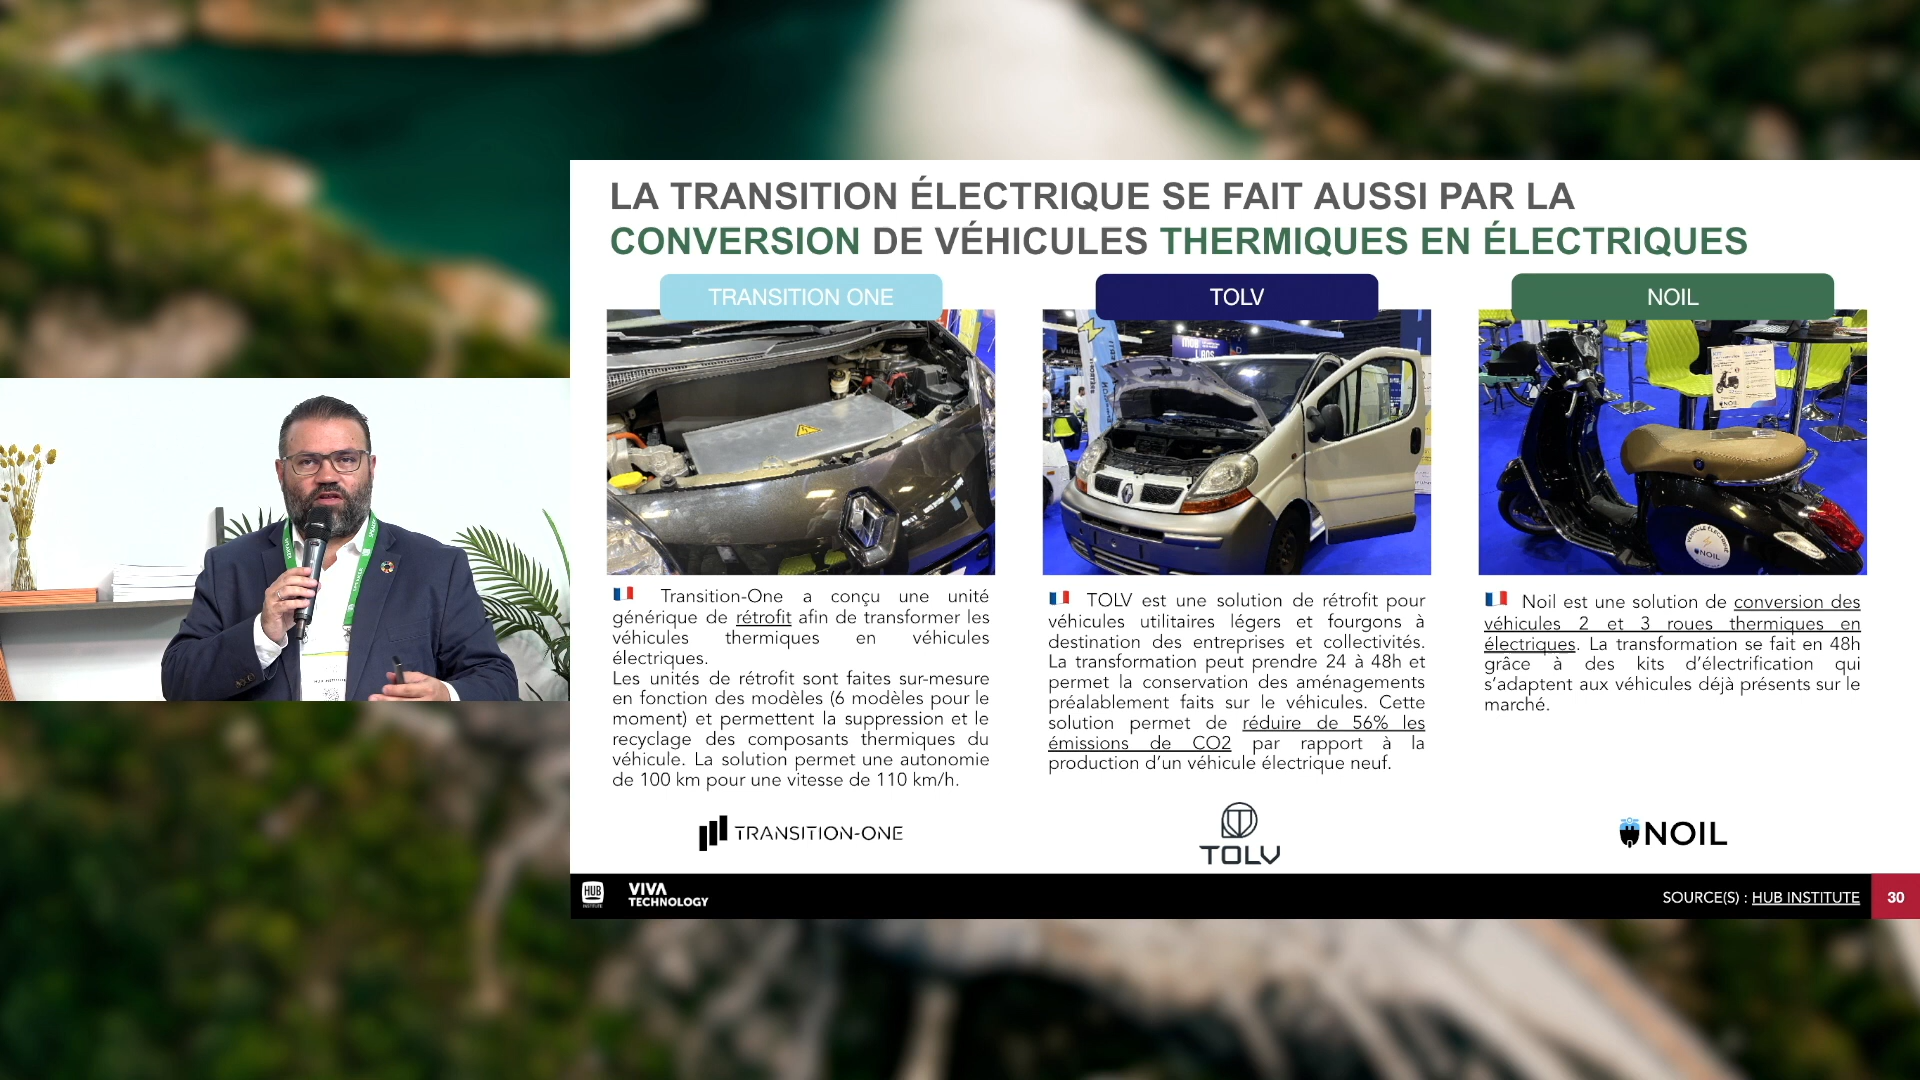 LA TRANSITION ÉLECTRIQUE SE FAIT AUSSI PAR LA
CONVERSION DE VÉHICULES THERMIQUES EN ÉLECTRIQUES
TRANSITION ONE
Transition-One a conçu une unité
générique de rétrofit afin de transformer les
véhicules thermiques en véhicules
électriques.
Les unités de rétrofit sont faites sur-mesure
en fonction des modèles (6 modèles pour le
moment) et permettent la suppression et le
recyclage des composants thermiques du
véhicule. La solution permet une autonomie
de 100 km pour une vitesse de 110 km/h.
TRANSITION-ONE
TOLV
TOLV est une solution de rétrofit pour
véhicules utilitaires légers et fourgons à
destination des entreprises et collectivités.
La transformation peut prendre 24 à 48h et
permet la conservation des aménagements
préalablement faits sur le véhicules. Cette
solution permet de réduire de 56% les
émissions de CO2 par rapport à la
production d'un véhicule électrique neuf.
TOLV
NOIL
NOIL
NOIL
Noil est une solution de conversion des
véhicules 2 et 3 roues thermiques en
électriques. La transformation se fait en 48h
grâce à des kits d'électrification qui
s'adaptent aux véhicules déjà présents sur le
marché.
NOIL
HUB
INSTITUTE
VIVA
TECHNOLOGY
SOURCE(S) : HUB INSTITUTE
30